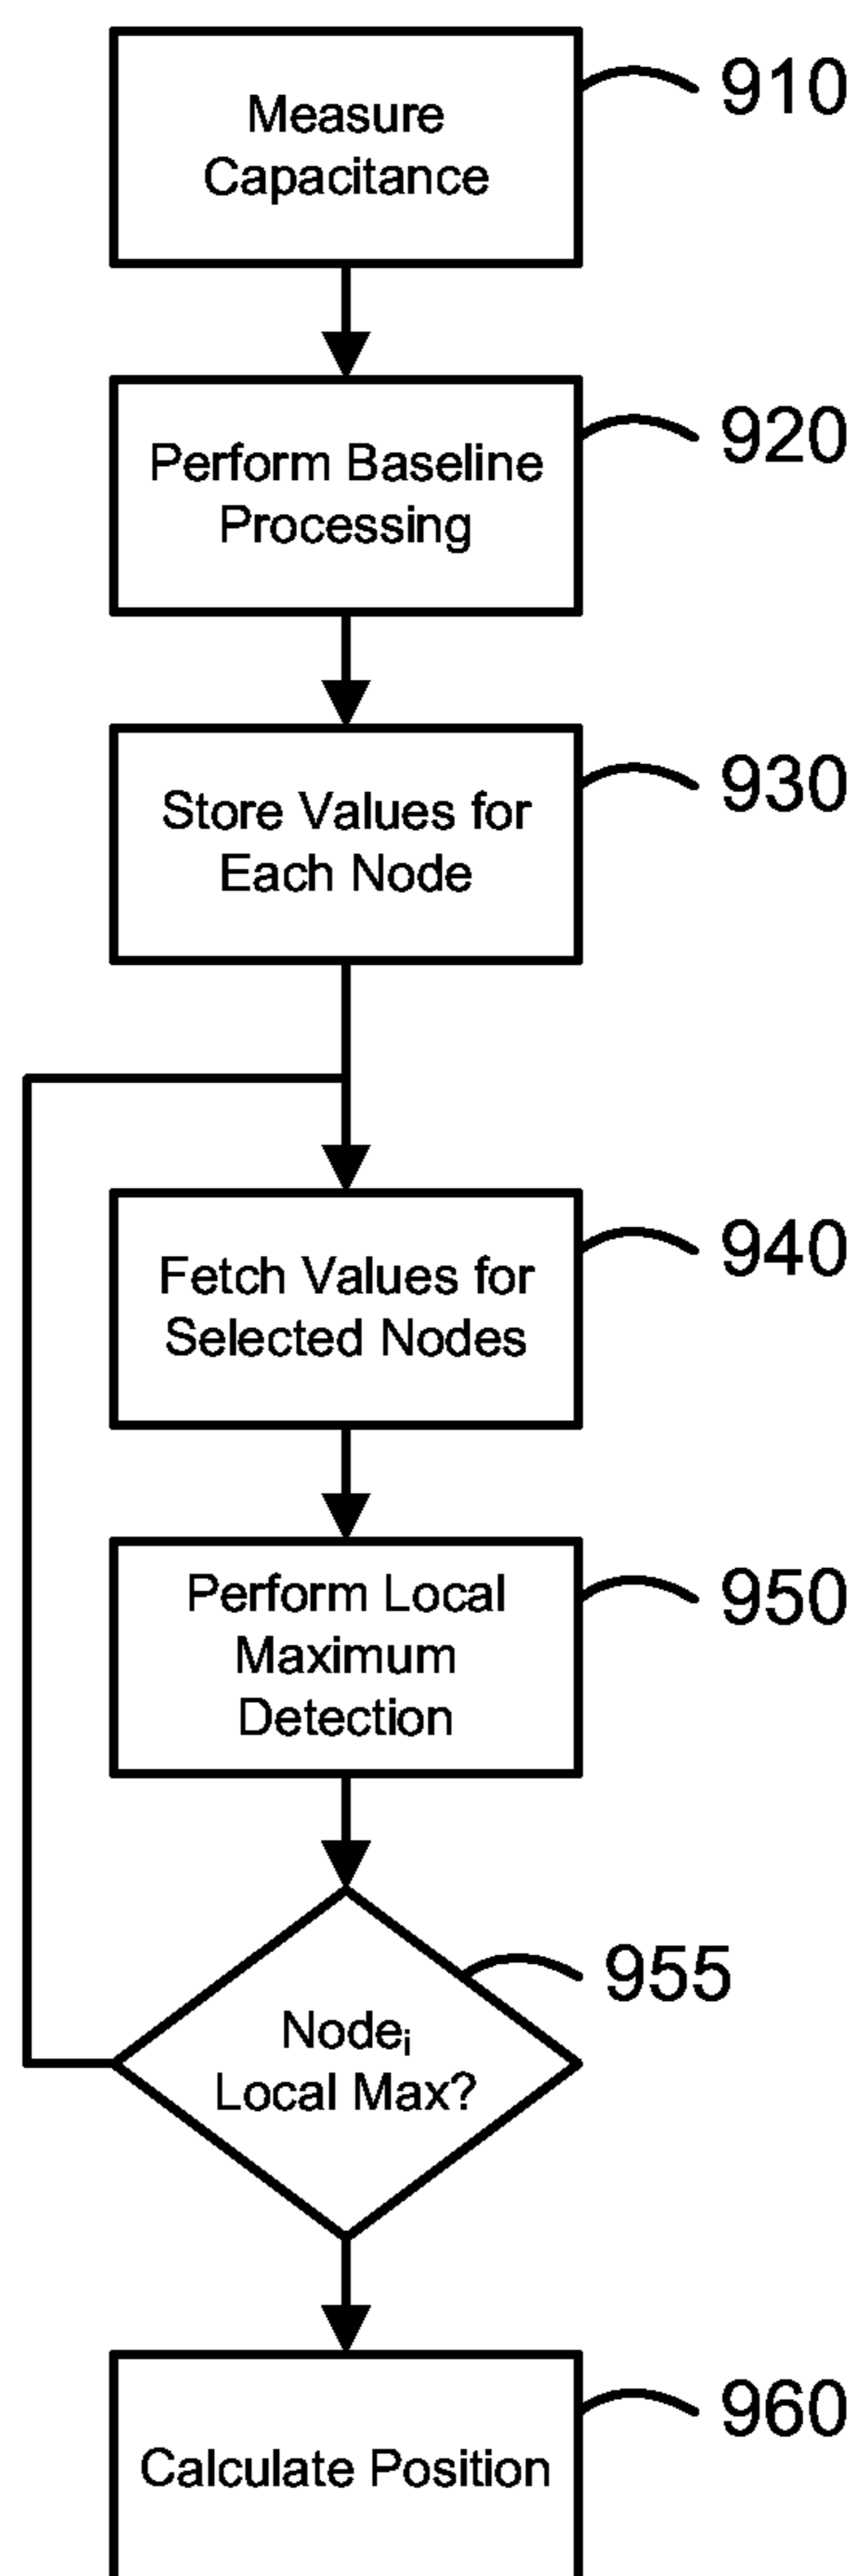 Measure
Capacitance
910
Perform Baseline
Processing
920
Store Values for
Each Node
930
Fetch Values for
Selected Nodes
940
Perform Local
Maximum
Detection
950
Nodeᵢ
Local Max?
955
Calculate Position
960